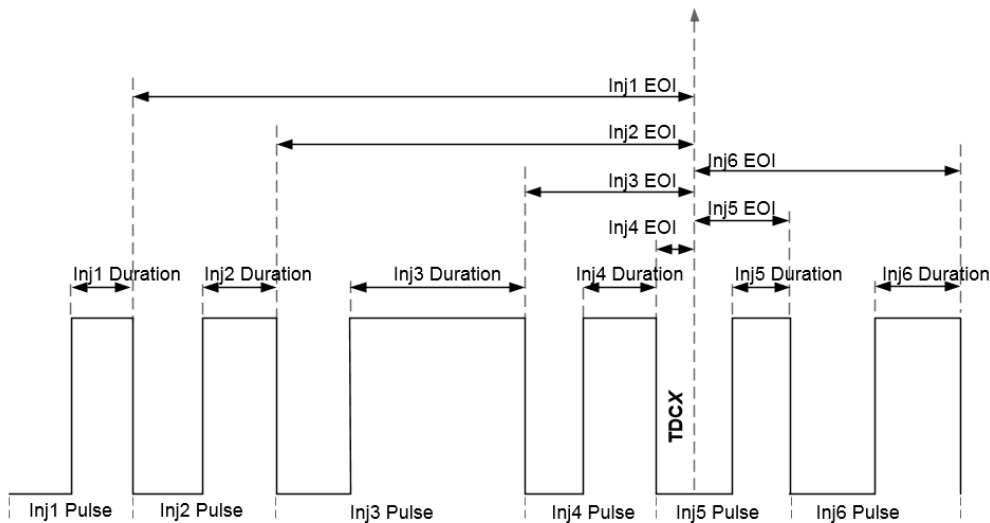 Inj1 EOI
Inj2 EOI
Inj6 EOI
Inj3 EOI
Inj5 EOI
Inj4 EOI
Inj1 Duration
Inj2 Duration
Inj3 Duration
Inj4 Duration
Inj5 Duration
Inj6 Duration
TDCX
Inj1 Pulse
Inj2 Pulse
Inj3 Pulse
Inj4 Pulse
Inj5 Pulse
Inj6 Pulse